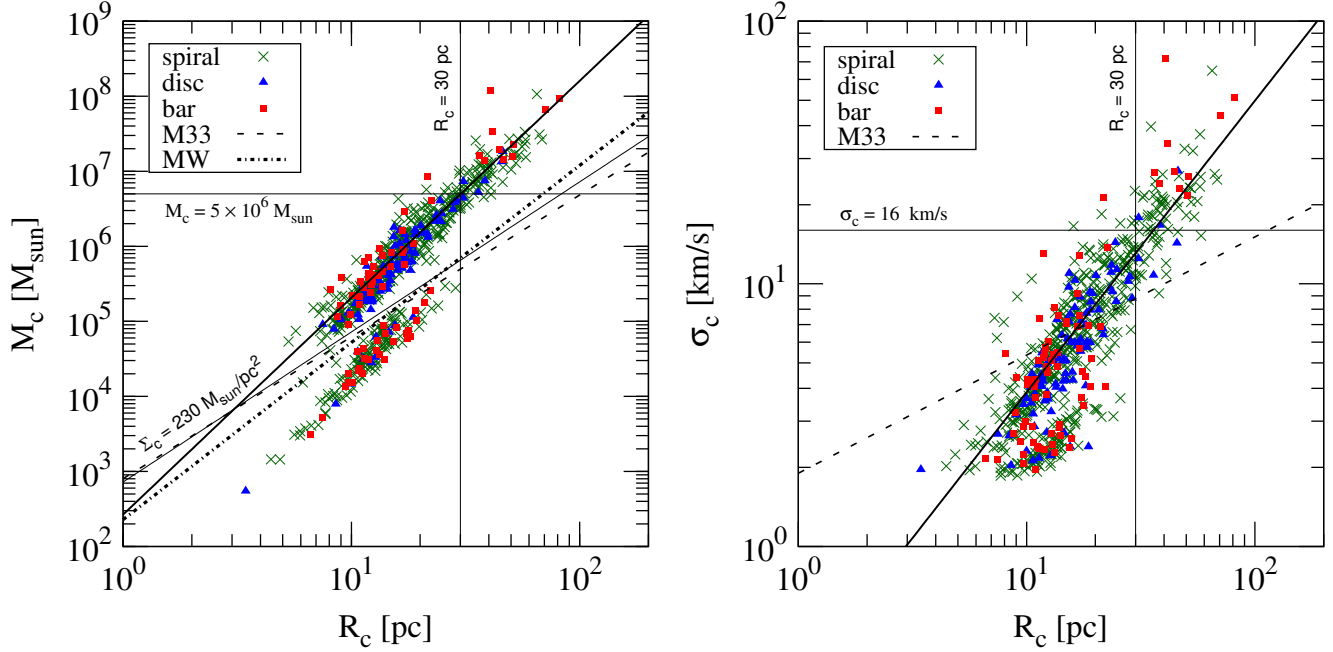 10^9
10^8
10^7
10^6
10^5
10^4
10^3
10^2
M_c [M_sun]
spiral
disc
bar
M33
MW
R_c = 30 pc
M_c = 5 × 10^6 M_sun
Σ_c = 230 M_sun/pc^2
10^0
10^1
10^2
R_c [pc]
10^2
10^1
10^0
σ_c [km/s]
spiral
disc
bar
M33
R_c = 30 pc
σ_c = 16 km/s
10^0
10^1
10^2
R_c [pc]